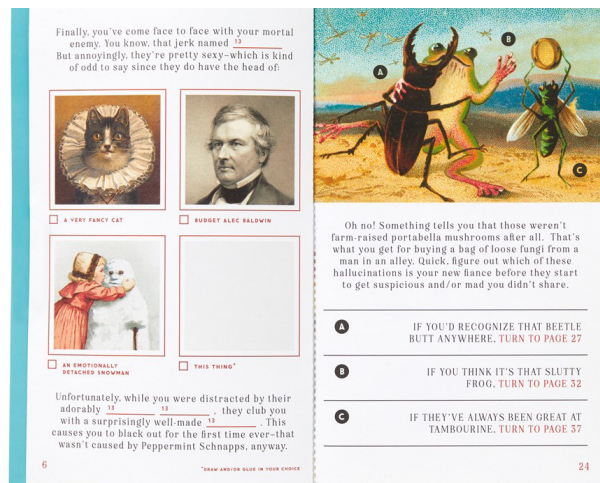 Finally, you've come face to face with your mortal
enemy. You know, that jerk named 13
But annoyingly, they're pretty sexy–which is kind
of odd to say since they do have the head of:
A VERY FANCY CAT
BUDGET ALEC BALDWIN
AN EMOTIONALLY
DETACHED SNOWMAN
THIS THING*
Unfortunately, while you were distracted by their
adorably 13 13 , they club you
with a surprisingly well-made 13 . This
causes you to black out for the first time ever–that
wasn't caused by Peppermint Schnapps, anyway.
6
*DRAW AND/OR GLUE IN YOUR CHOICE
A
B
C
Oh no! Something tells you that those weren't
farm-raised portabella mushrooms after all. That's
what you get for buying a bag of loose fungi from a
man in an alley. Quick, figure out which of these
hallucinations is your new fiance before they start
to get suspicious and/or mad you didn't share.
A
IF YOU'D RECOGNIZE THAT BEETLE
BUTT ANYWHERE, TURN TO PAGE 27
B
IF YOU THINK IT'S THAT SLUTTY
FROG, TURN TO PAGE 32
C
IF THEY'VE ALWAYS BEEN GREAT AT
TAMBOURINE, TURN TO PAGE 37
24